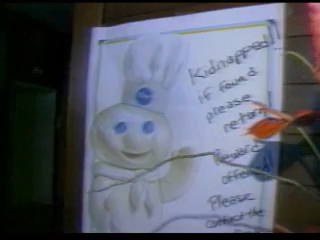 Kidnapped!!
if found
please
return
Reward
offered
Please
contact the